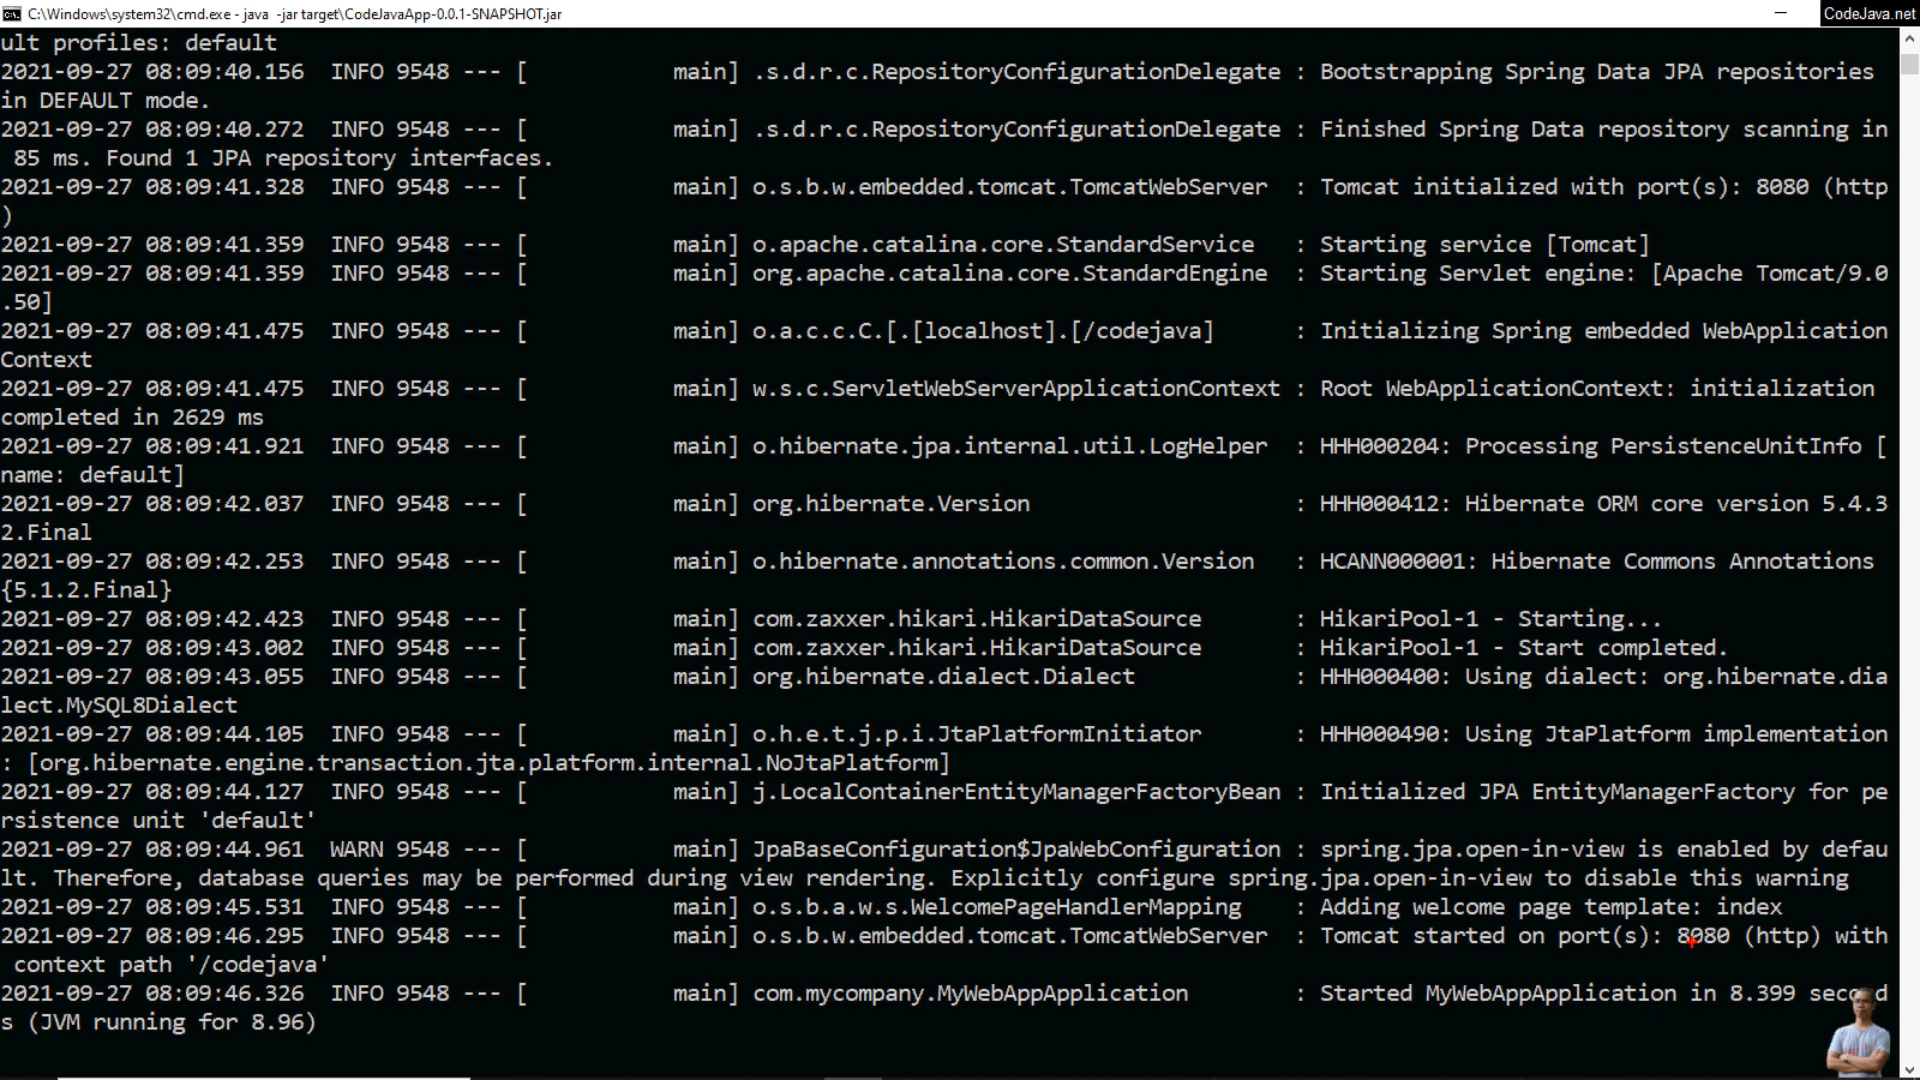 C:\Windows\system32\cmd.exe - java  -jar target\CodeJavaApp-0.0.1-SNAPSHOT.jar
CodeJava.net
ult profiles: default
2021-09-27 08:09:40.156  INFO 9548 --- [           main] .s.d.r.c.RepositoryConfigurationDelegate : Bootstrapping Spring Data JPA repositories
in DEFAULT mode.
2021-09-27 08:09:40.272  INFO 9548 --- [           main] .s.d.r.c.RepositoryConfigurationDelegate : Finished Spring Data repository scanning in
 85 ms. Found 1 JPA repository interfaces.
2021-09-27 08:09:41.328  INFO 9548 --- [           main] o.s.b.w.embedded.tomcat.TomcatWebServer  : Tomcat initialized with port(s): 8080 (http
)
2021-09-27 08:09:41.359  INFO 9548 --- [           main] o.apache.catalina.core.StandardService   : Starting service [Tomcat]
2021-09-27 08:09:41.359  INFO 9548 --- [           main] org.apache.catalina.core.StandardEngine  : Starting Servlet engine: [Apache Tomcat/9.0
.50]
2021-09-27 08:09:41.475  INFO 9548 --- [           main] o.a.c.c.C.[.[localhost].[/codejava]      : Initializing Spring embedded WebApplication
Context
2021-09-27 08:09:41.475  INFO 9548 --- [           main] w.s.c.ServletWebServerApplicationContext : Root WebApplicationContext: initialization
completed in 2629 ms
2021-09-27 08:09:41.921  INFO 9548 --- [           main] o.hibernate.jpa.internal.util.LogHelper  : HHH000204: Processing PersistenceUnitInfo [
name: default]
2021-09-27 08:09:42.037  INFO 9548 --- [           main] org.hibernate.Version                    : HHH000412: Hibernate ORM core version 5.4.3
2.Final
2021-09-27 08:09:42.253  INFO 9548 --- [           main] o.hibernate.annotations.common.Version   : HCANN000001: Hibernate Commons Annotations
{5.1.2.Final}
2021-09-27 08:09:42.423  INFO 9548 --- [           main] com.zaxxer.hikari.HikariDataSource       : HikariPool-1 - Starting...
2021-09-27 08:09:43.002  INFO 9548 --- [           main] com.zaxxer.hikari.HikariDataSource       : HikariPool-1 - Start completed.
2021-09-27 08:09:43.055  INFO 9548 --- [           main] org.hibernate.dialect.Dialect            : HHH000400: Using dialect: org.hibernate.dia
lect.MySQL8Dialect
2021-09-27 08:09:44.105  INFO 9548 --- [           main] o.h.e.t.j.p.i.JtaPlatformInitiator       : HHH000490: Using JtaPlatform implementation
: [org.hibernate.engine.transaction.jta.platform.internal.NoJtaPlatform]
2021-09-27 08:09:44.127  INFO 9548 --- [           main] j.LocalContainerEntityManagerFactoryBean : Initialized JPA EntityManagerFactory for pe
rsistence unit 'default'
2021-09-27 08:09:44.961  WARN 9548 --- [           main] JpaBaseConfiguration$JpaWebConfiguration : spring.jpa.open-in-view is enabled by defau
lt. Therefore, database queries may be performed during view rendering. Explicitly configure spring.jpa.open-in-view to disable this warning
2021-09-27 08:09:45.531  INFO 9548 --- [           main] o.s.b.a.w.s.WelcomePageHandlerMapping    : Adding welcome page template: index
2021-09-27 08:09:46.295  INFO 9548 --- [           main] o.s.b.w.embedded.tomcat.TomcatWebServer  : Tomcat started on port(s): 8080 (http) with
 context path '/codejava'
2021-09-27 08:09:46.326  INFO 9548 --- [           main] com.mycompany.MyWebAppApplication        : Started MyWebAppApplication in 8.399 second
s (JVM running for 8.96)